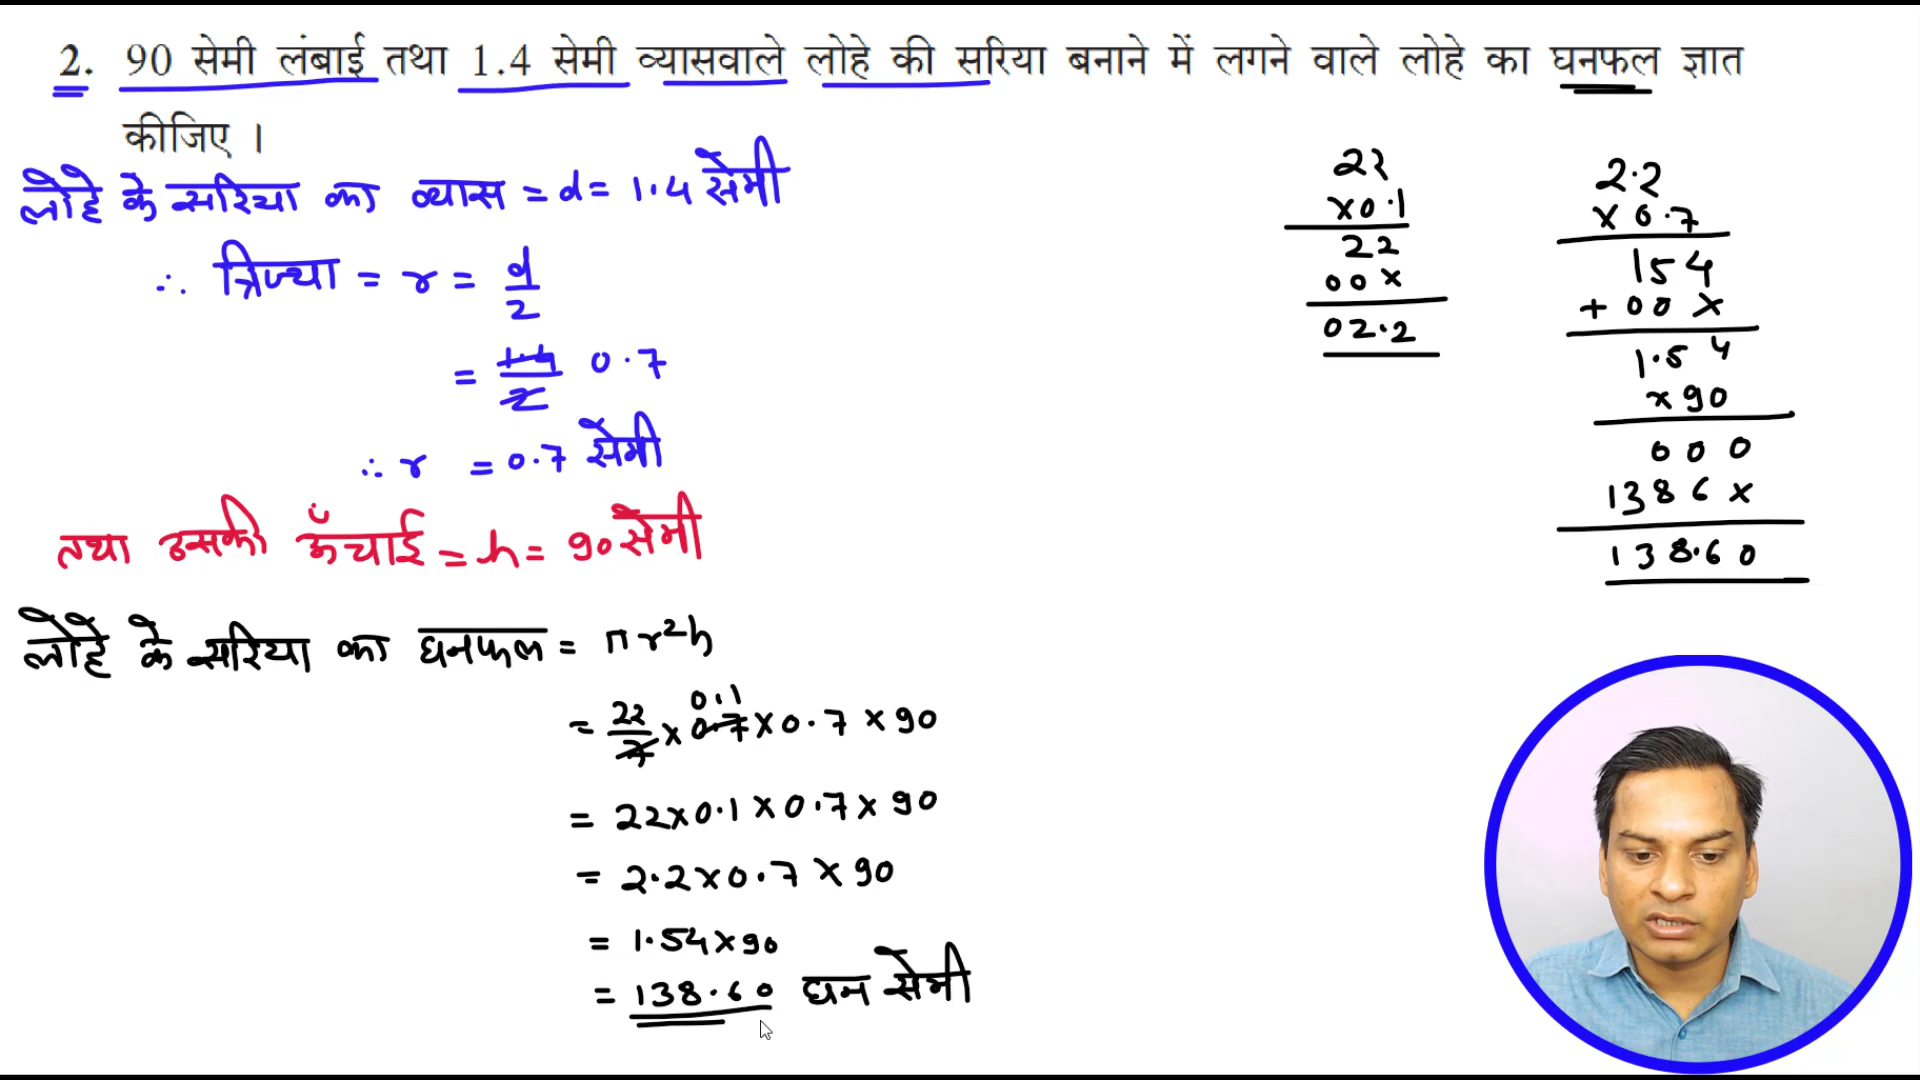 2. 90 सेमी लंबाई तथा 1.4 सेमी व्यासवाले लोहे की सरिया बनाने में लगने वाले लोहे का घनफल ज्ञात
कीजिए ।
लोहे के सरिया का व्यास = d = 1.4 सेमी
∴ त्रिज्या = r = d/2
= 1.4/2 0.7
∴ r = 0.7 सेमी
तथा उसकी ऊँचाई = h = 90 सेमी
लोहे के सरिया का घनफल = πr²h
= 22/7 × 0.7 × 0.7 × 90
0.1
= 22 × 0.1 × 0.7 × 90
= 2.2 × 0.7 × 90
= 1.54 × 90
= 138.60 घन सेमी
22
×0.1
22
00×
02.2
2.2
×0.7
154
+00×
1.54
×90
000
1386×
138.60